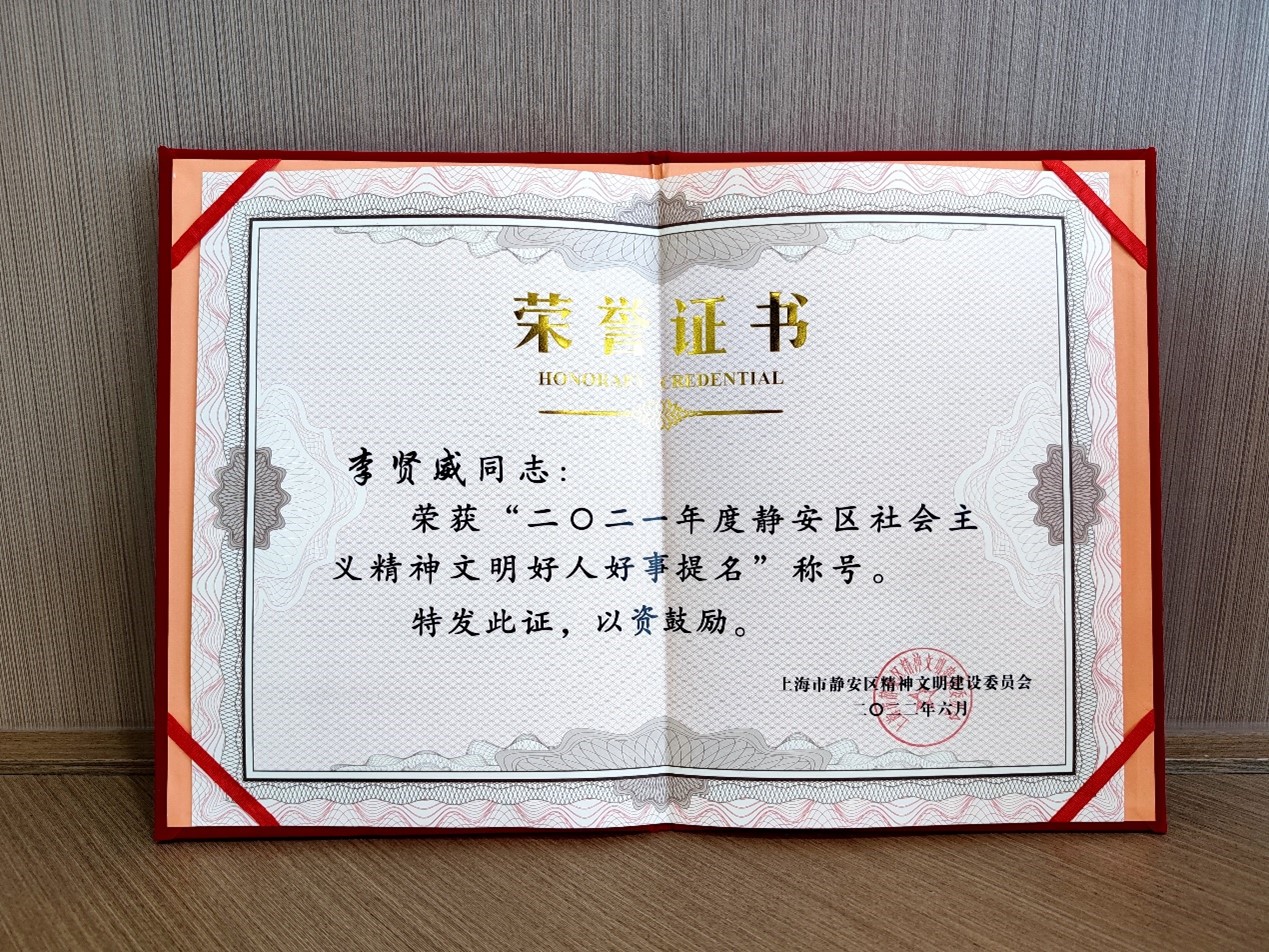 荣誉证书
CREDENTIAL
李贤威同志：
荣获“二〇二一年度静安区社会主
义精神文明好人好事提名”称号。
特发此证，以资鼓励。
上海市静安区精神文明建设委员会
二〇二二年六月